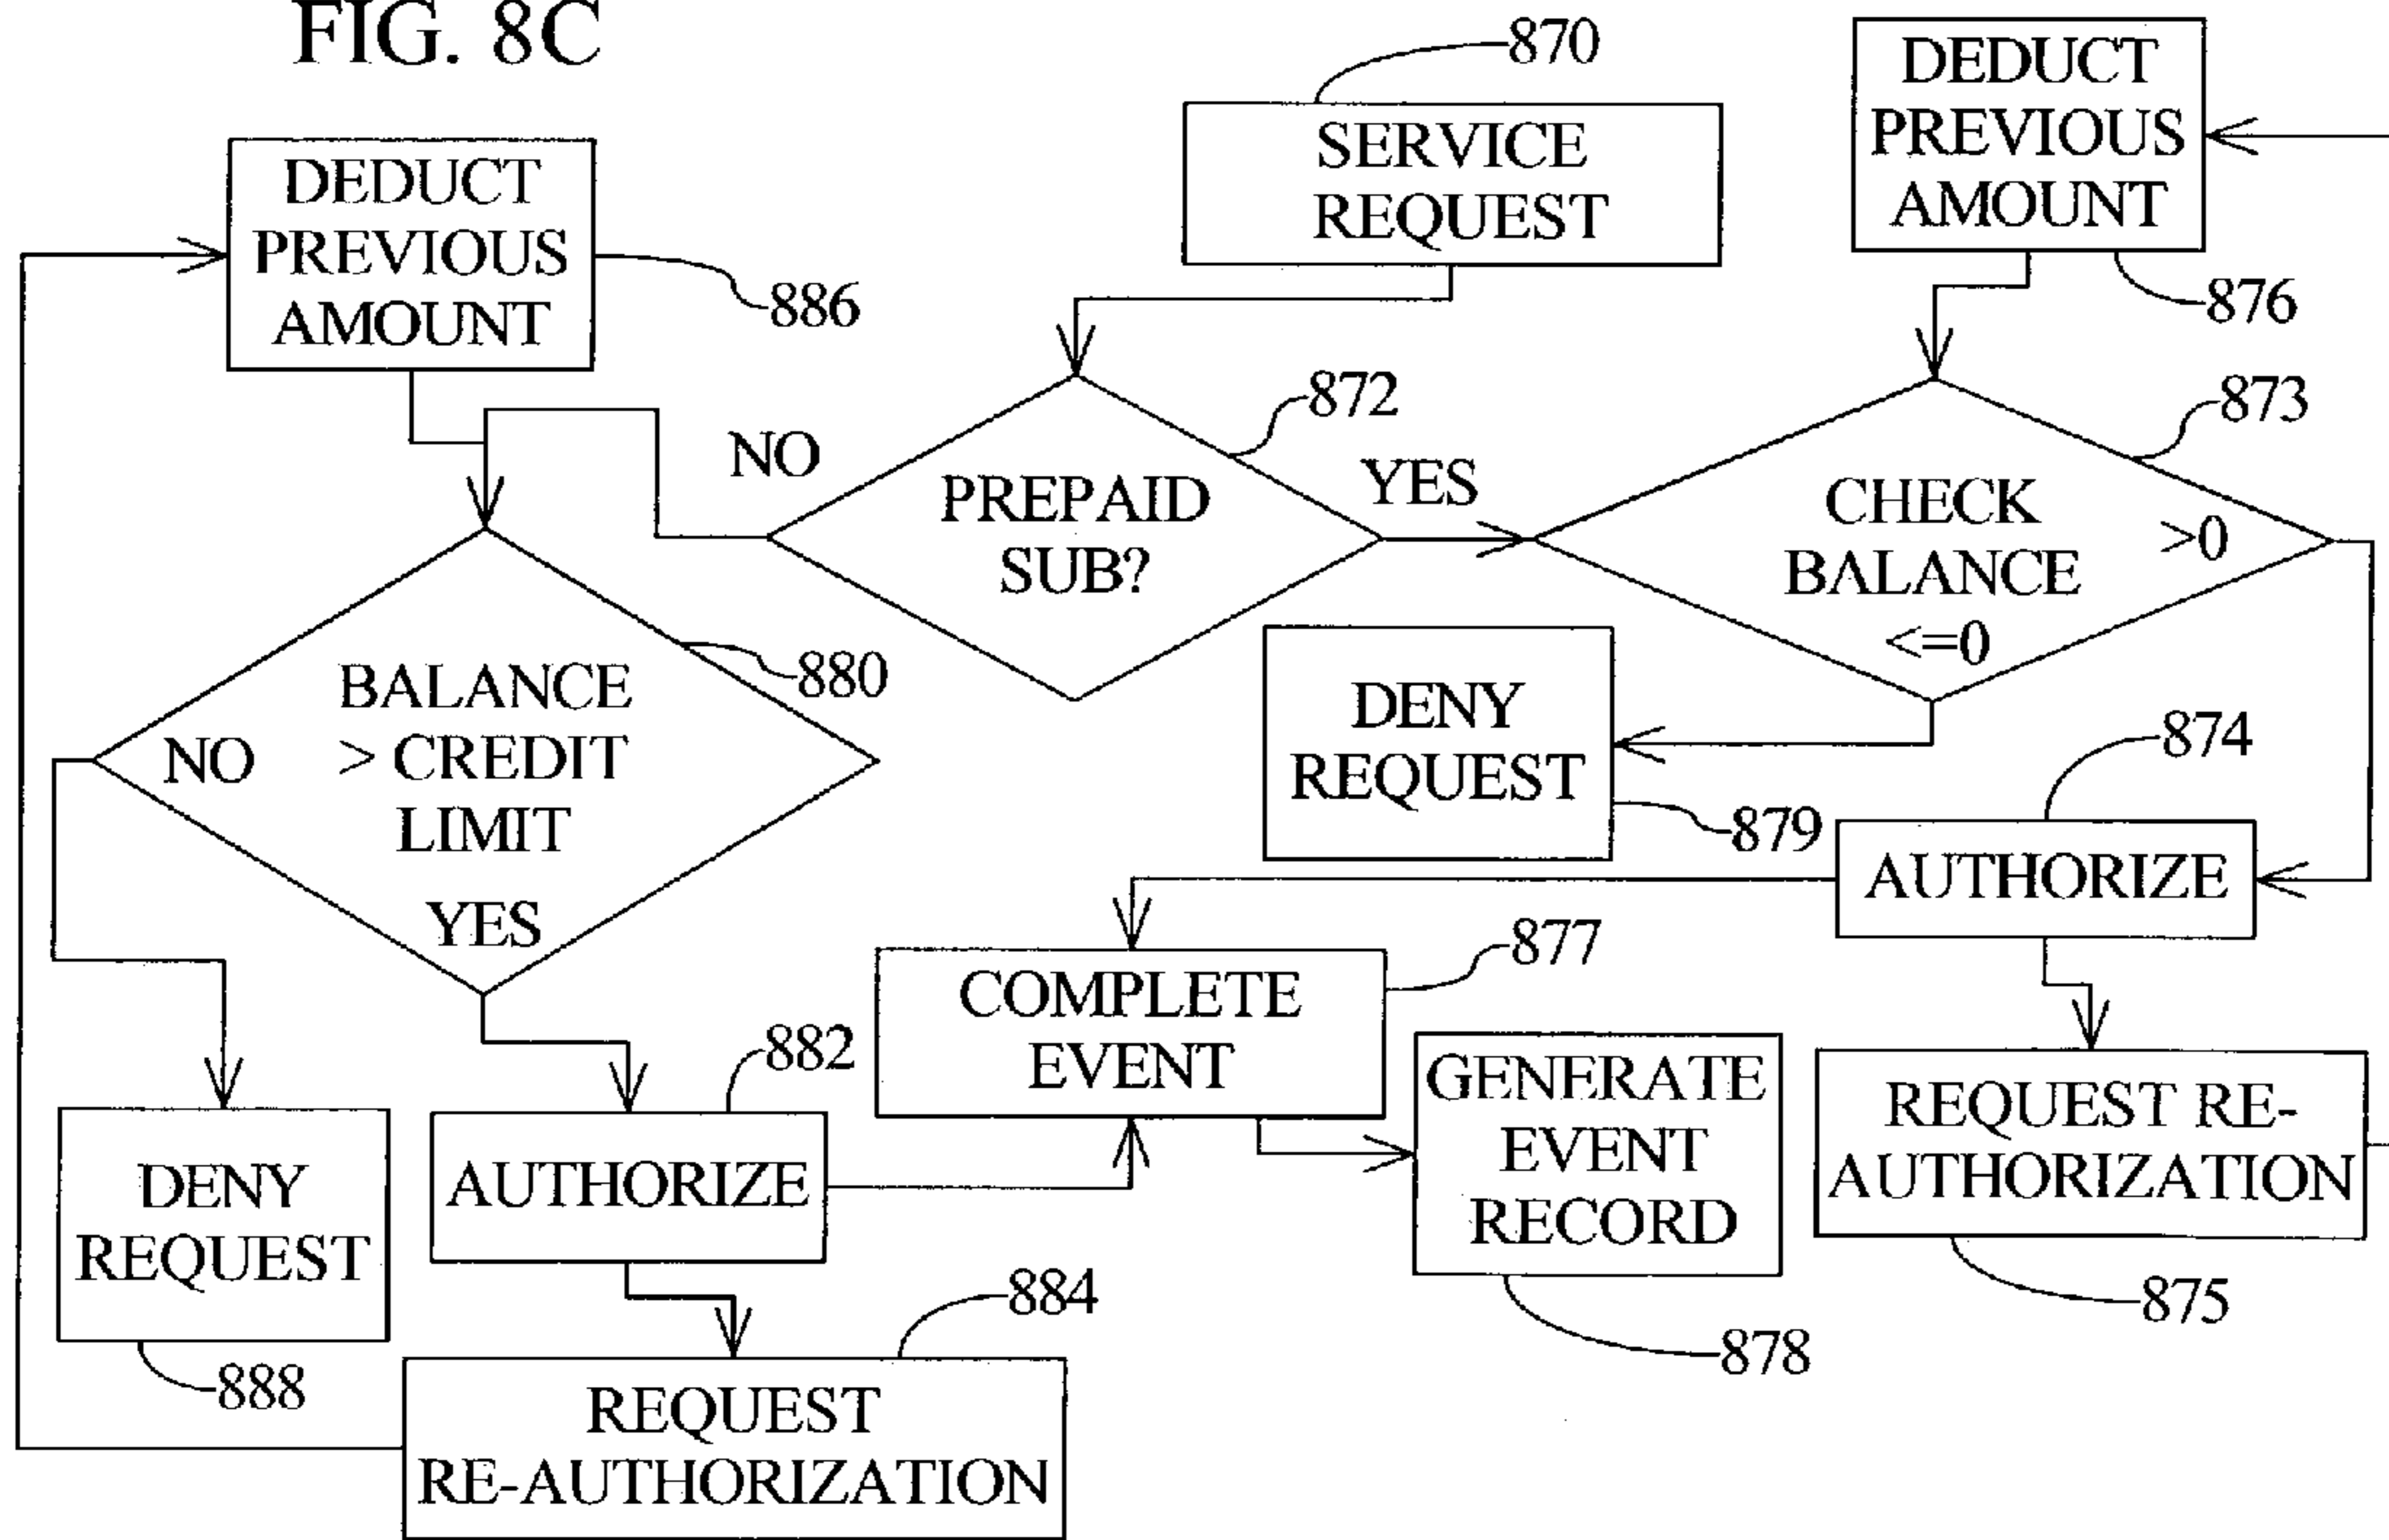 FIG. 8C
870
SERVICE
REQUEST
DEDUCT
PREVIOUS
AMOUNT
876
DEDUCT
PREVIOUS
AMOUNT
886
872
PREPAID
SUB?
NO
YES
873
CHECK
BALANCE
>0
<=0
880
BALANCE
> CREDIT
LIMIT
NO
YES
DENY
REQUEST
879
874
AUTHORIZE
877
COMPLETE
EVENT
882
AUTHORIZE
GENERATE
EVENT
RECORD
878
REQUEST RE-
AUTHORIZATION
875
DENY
REQUEST
888
884
REQUEST
RE-AUTHORIZATION